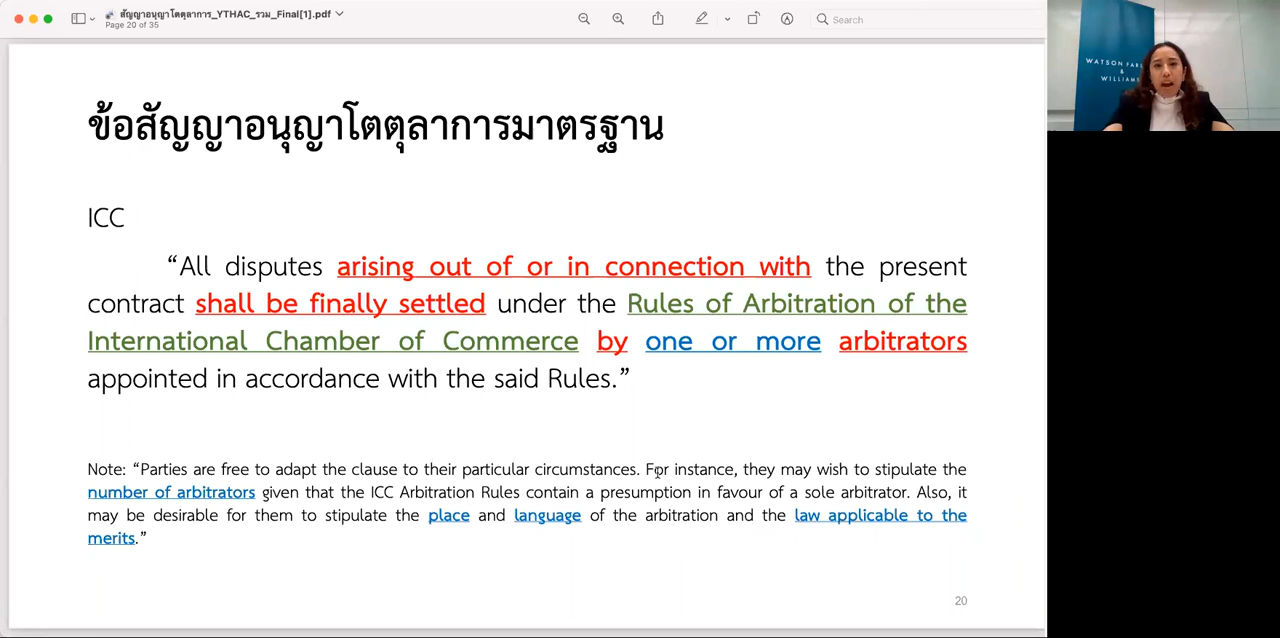 สัญญาอนุญาโตตุลาการ_YTHAC_รวม_Final[1].pdf
Page 20 of 35
Search
ข้อสัญญาอนุญาโตตุลาการมาตรฐาน
ICC
“All disputes arising out of or in connection with the present
contract shall be finally settled under the Rules of Arbitration of the
International Chamber of Commerce by one or more arbitrators
appointed in accordance with the said Rules.”
Note: “Parties are free to adapt the clause to their particular circumstances. For instance, they may wish to stipulate the
number of arbitrators given that the ICC Arbitration Rules contain a presumption in favour of a sole arbitrator. Also, it
may be desirable for them to stipulate the place and language of the arbitration and the law applicable to the
merits.”
20
WATSON
&